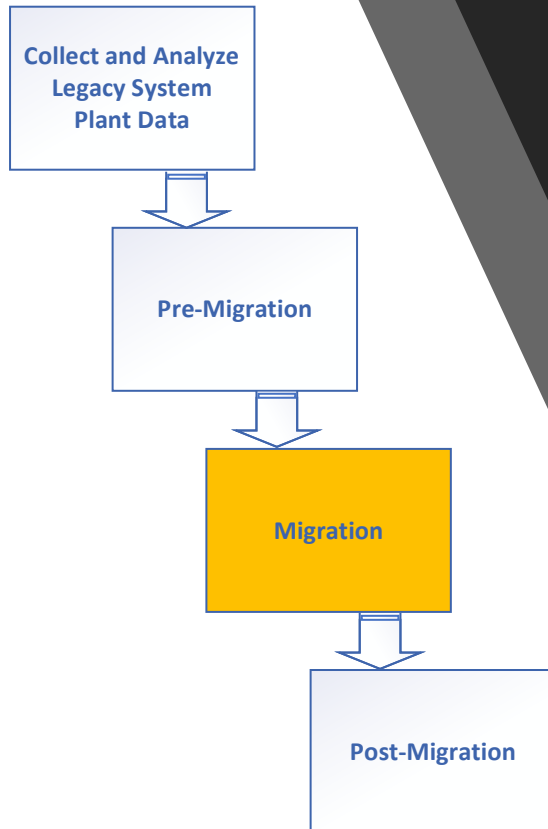 Collect and Analyze
Legacy System
Plant Data
Pre-Migration
Migration
Post-Migration